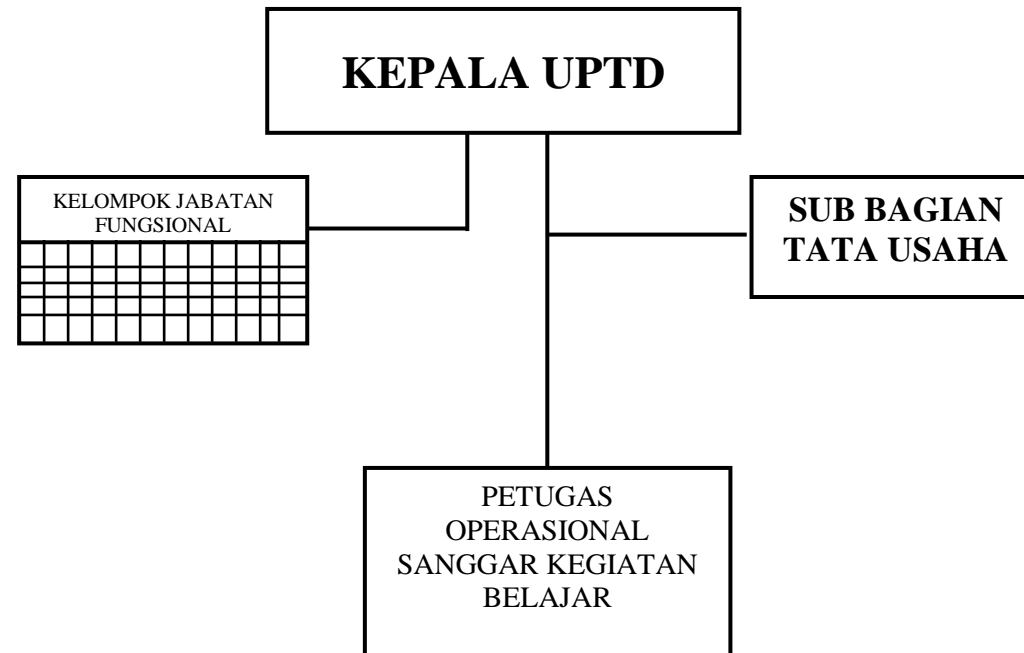 KEPALA UPTD
KELOMPOK JABATAN
FUNGSIONAL
SUB BAGIAN
TATA USAHA
PETUGAS
OPERASIONAL
SANGGAR KEGIATAN
BELAJAR